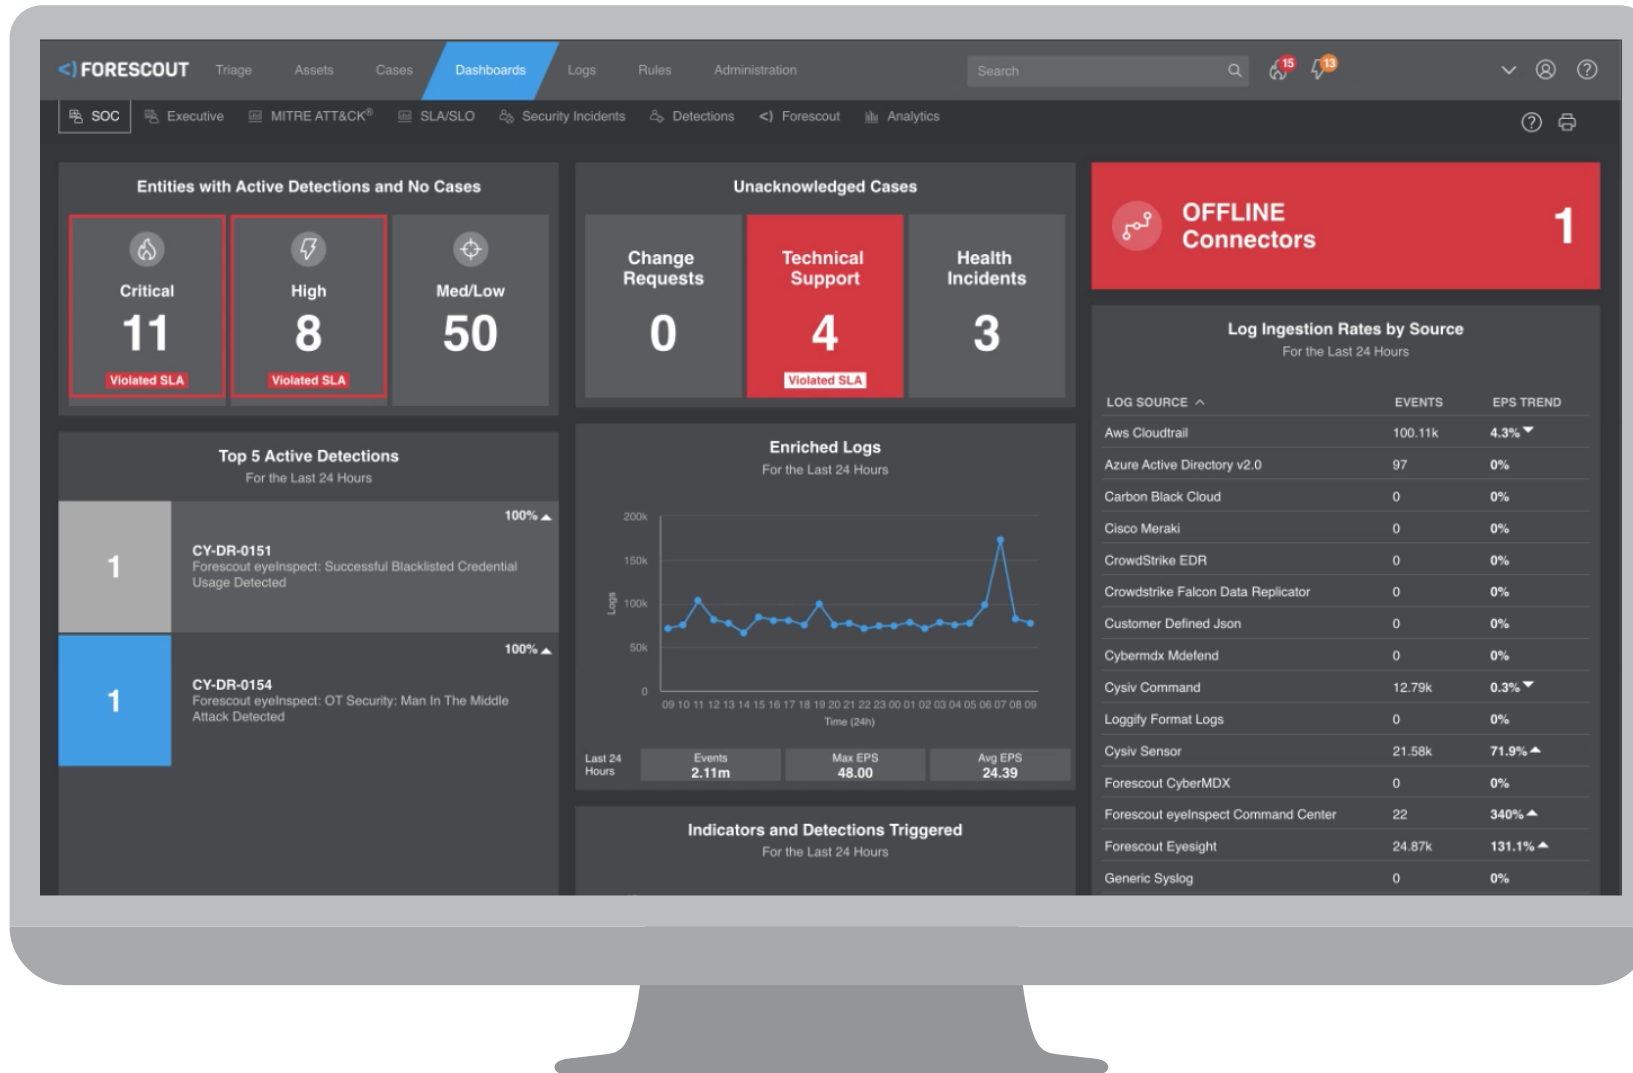 <) FORESCOUT Triage Assets Cases Dashboards Logs Rules Administration Search 15 13
SOC Executive MITRE ATT&CK® SLA/SLO Security Incidents Detections <) Forescout Analytics
Entities with Active Detections and No Cases
Critical
11
Violated SLA
High
8
Violated SLA
Med/Low
50
Top 5 Active Detections
For the Last 24 Hours
1
100%
CY-DR-0151
Forescout eyeInspect: Successful Blacklisted Credential
Usage Detected
1
100%
CY-DR-0154
Forescout eyeInspect: OT Security: Man In The Middle
Attack Detected
Unacknowledged Cases
Change
Requests
0
Technical
Support
4
Violated SLA
Health
Incidents
3
Enriched Logs
For the Last 24 Hours
Logs
200k
150k
100k
50k
0
09 10 11 12 13 14 15 16 17 18 19 20 21 22 23 00 01 02 03 04 05 06 07 08 09
Time (24h)
Last 24
Hours
Events
2.11m
Max EPS
48.00
Avg EPS
24.39
Indicators and Detections Triggered
For the Last 24 Hours
OFFLINE
Connectors
1
Log Ingestion Rates by Source
For the Last 24 Hours
LOG SOURCE EVENTS EPS TREND
Aws Cloudtrail 100.11k 4.3%
Azure Active Directory v2.0 97 0%
Carbon Black Cloud 0 0%
Cisco Meraki 0 0%
CrowdStrike EDR 0 0%
Crowdstrike Falcon Data Replicator 0 0%
Customer Defined Json 0 0%
Cybermdx Mdefend 0 0%
Cysiv Command 12.79k 0.3%
Loggify Format Logs 0 0%
Cysiv Sensor 21.58k 71.9%
Forescout CyberMDX 0 0%
Forescout eyeInspect Command Center 22 340%
Forescout Eyesight 24.87k 131.1%
Generic Syslog 0 0%